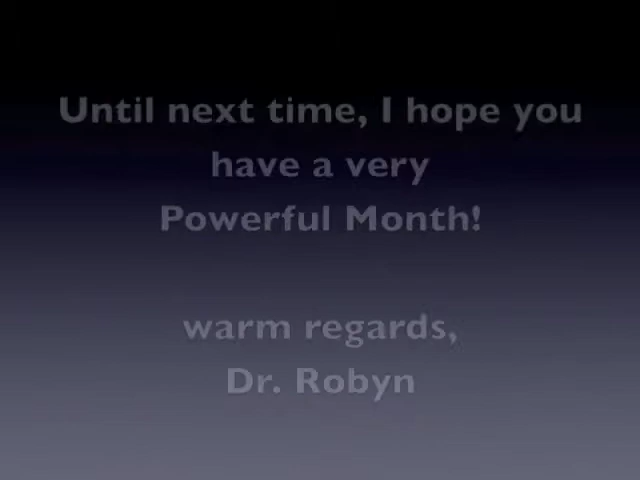 Until next time, I hope you
have a very
Powerful Month!
warm regards,
Dr. Robyn